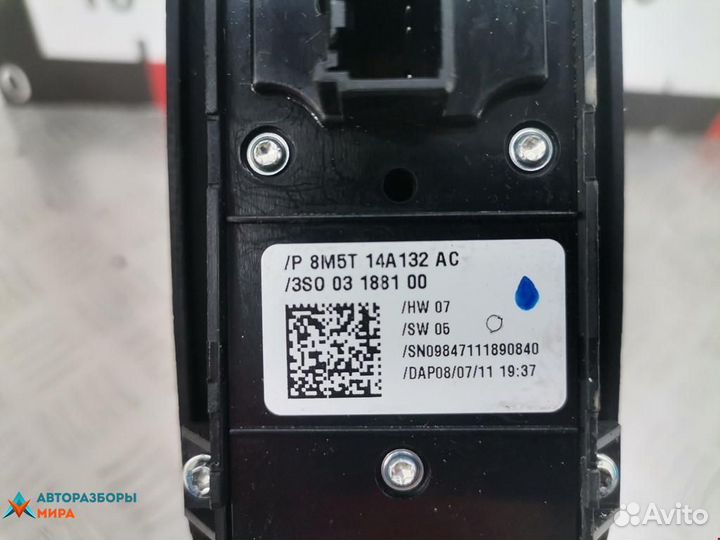 /P 8M5T 14A132 AC
/3S0 03 1881 00
/HW 07
/SW 05
/SN09847111890840
/DAP08/07/11 19:37
АВТОРАЗБОРЫ
МИРА
Avito